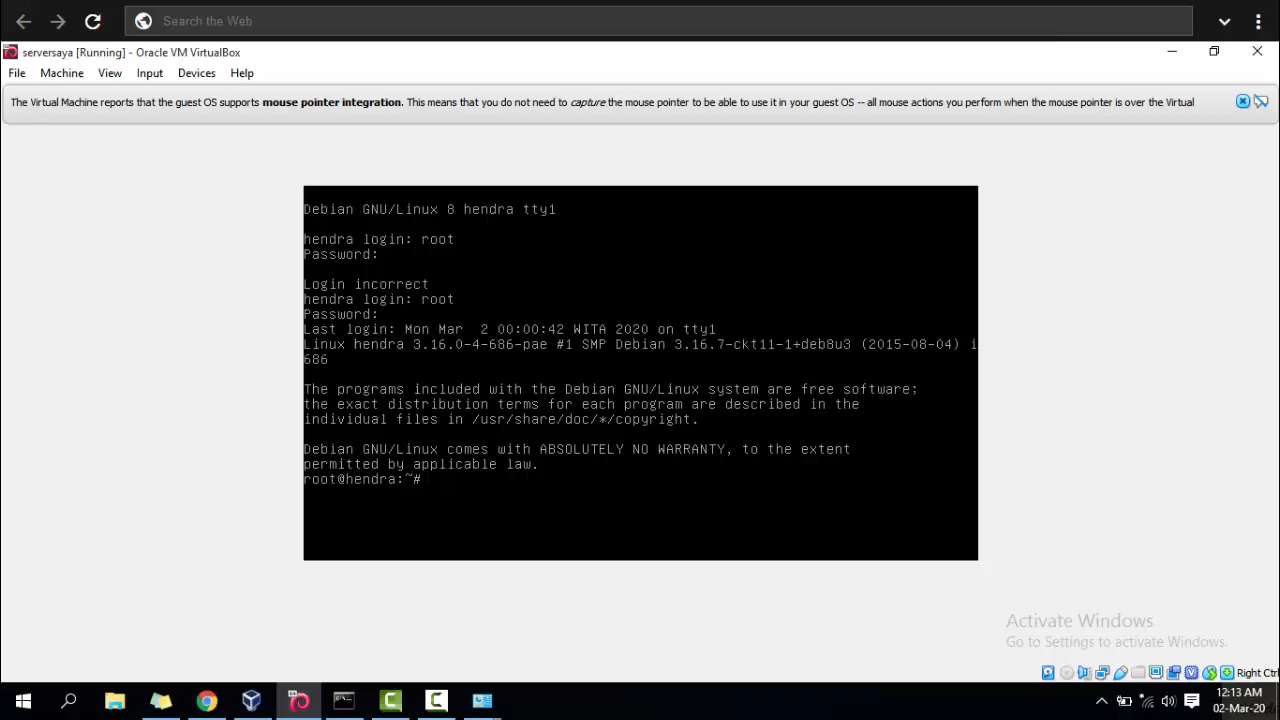 Search the Web
serversaya [Running] - Oracle VM VirtualBox
File Machine View Input Devices Help
The Virtual Machine reports that the guest OS supports mouse pointer integration. This means that you do not need to capture the mouse pointer to be able to use it in your guest OS -- all mouse actions you perform when the mouse pointer is over the Virtual
Debian GNU/Linux 8 hendra tty1
hendra login: root
Password:
Login incorrect
hendra login: root
Password:
Last login: Mon Mar  2 00:00:42 WITA 2020 on tty1
Linux hendra 3.16.0-4-686-pae #1 SMP Debian 3.16.7-ckt11-1+deb8u3 (2015-08-04) i
686
The programs included with the Debian GNU/Linux system are free software;
the exact distribution terms for each program are described in the
individual files in /usr/share/doc/*/copyright.
Debian GNU/Linux comes with ABSOLUTELY NO WARRANTY, to the extent
permitted by applicable law.
root@hendra:~#
Activate Windows
Go to Settings to activate Windows.
Right Ctrl
12:13 AM
02-Mar-20